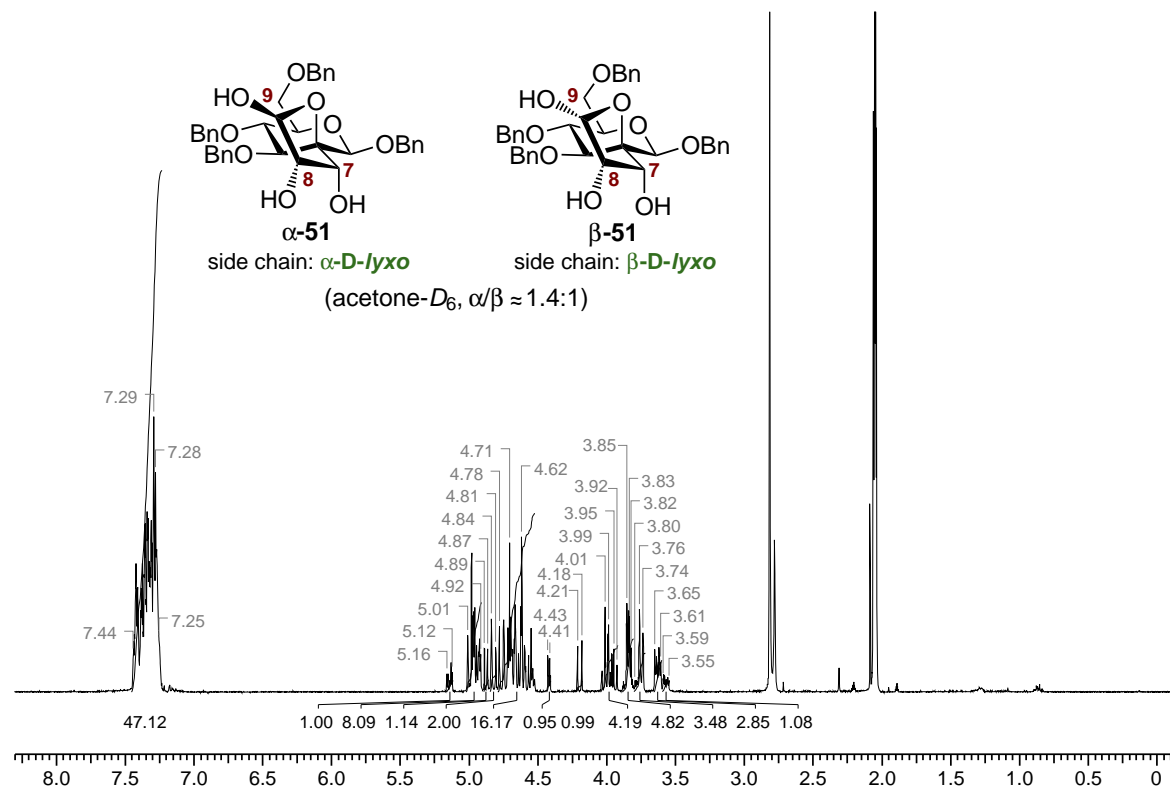 OBn
HO
9
O
O
BnO
BnO
OBn
7
8
HO
OH
α-51
side chain: α-D-lyxo
OBn
HO
9
O
O
BnO
BnO
OBn
7
8
HO
OH
β-51
side chain: β-D-lyxo
(acetone-D6, α/β ≈ 1.4:1)
7.29
7.28
7.44
7.25
4.71
4.78
4.81
4.84
4.87
4.89
4.92
5.01
5.12
5.16
4.62
3.85
3.92
3.95
3.99
4.01
4.18
4.21
4.43
4.41
3.83
3.82
3.80
3.76
3.74
3.65
3.61
3.59
3.55
47.12 1.00 8.09 1.14 2.00 16.17 0.95 0.99 4.19 4.82 3.48 2.85 1.08
8.0 7.5 7.0 6.5 6.0 5.5 5.0 4.5 4.0 3.5 3.0 2.5 2.0 1.5 1.0 0.5 0